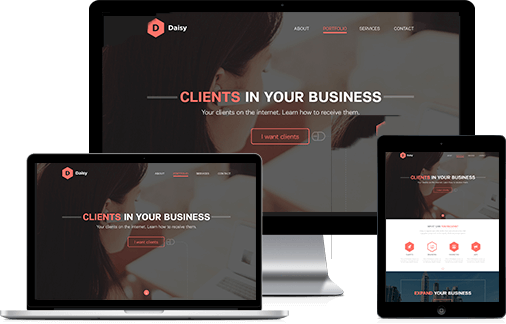 D Daisy
ABOUT PORTFOLIO SERVICES CONTACT
CLIENTS IN YOUR BUSINESS
Your clients on the internet. Learn how to receive them.
I want clients
D Daisy
ABOUT PORTFOLIO SERVICES CONTACT
CLIENTS IN YOUR BUSINESS
Your clients on the internet. Learn how to receive them.
I want clients
Daisy
CLIENTS IN YOUR BUSINESS
EXPAND YOUR BUSINESS